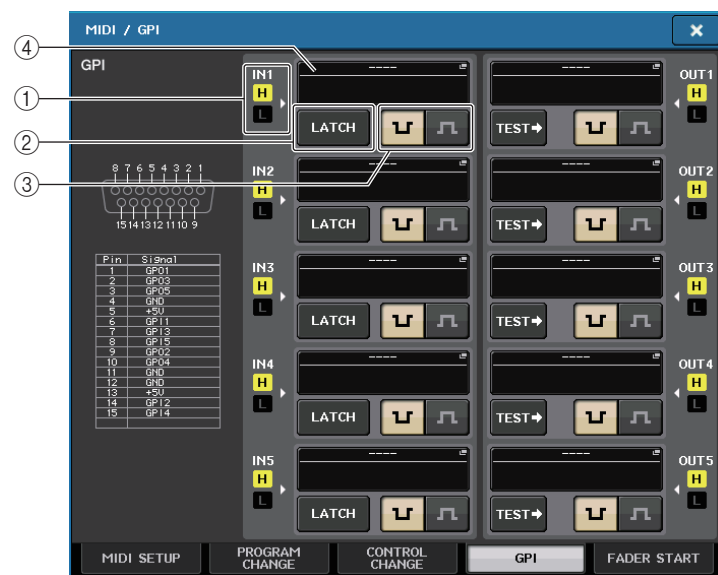 MIDI / GPI
×
④
①
②
③
GPI
8 7 6 5 4 3 2 1
15 14 13 12 11 10 9
Pin Signal
1 GPO1
2 GPO3
3 GPO5
4 GND
5 +5V
6 GPI1
7 GPI3
8 GPI5
9 GPO2
10 GPO4
11 GND
12 GND
13 +5V
14 GPI2
15 GPI4
IN1
H
L
----
LATCH
----
TEST→
OUT1
H
L
IN2
H
L
----
LATCH
----
TEST→
OUT2
H
L
IN3
H
L
----
LATCH
----
TEST→
OUT3
H
L
IN4
H
L
----
LATCH
----
TEST→
OUT4
H
L
IN5
H
L
----
LATCH
----
TEST→
OUT5
H
L
MIDI SETUP
PROGRAM
CHANGE
CONTROL
CHANGE
GPI
FADER START